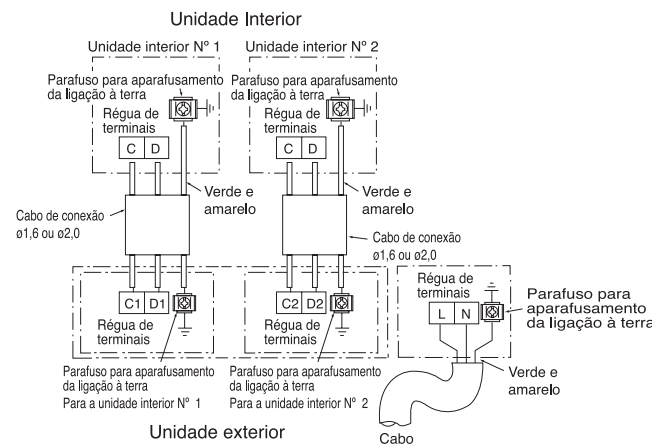 Unidade Interior
Unidade interior Nº 1
Unidade interior Nº 2
Parafuso para aparafusamento
da ligação à terra
Parafuso para aparafusamento
da ligação à terra
Régua de
terminais
Régua de
terminais
C D
C D
Verde e
amarelo
Verde e
amarelo
Cabo de conexão
ø1,6 ou ø2,0
Cabo de conexão
ø1,6 ou ø2,0
C1 D1
Régua de
terminais
C2 D2
Régua de
terminais
Régua de
terminais
L N
Parafuso para
aparafusamento
da ligação à terra
Parafuso para aparafusamento
da ligação à terra
Para a unidade interior Nº 1
Parafuso para aparafusamento
da ligação à terra
Para a unidade interior Nº 2
Verde e
amarelo
Unidade exterior
Cabo